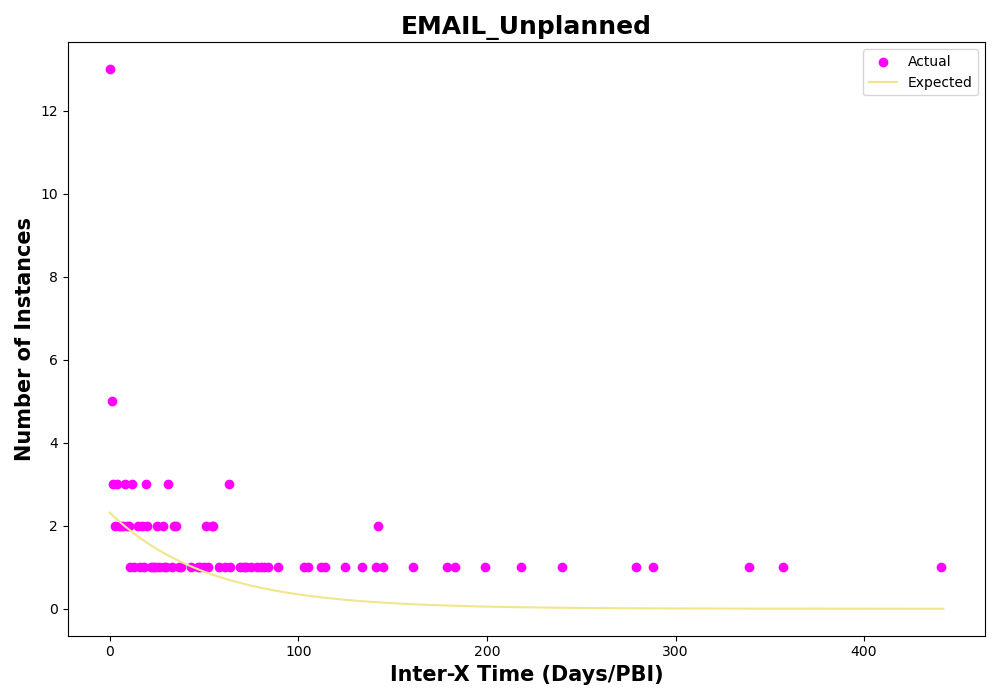 EMAIL_Unplanned
Actual
Expected
Number of Instances
12
10
8
6
4
2
0
0 100 200 300 400
Inter-X Time (Days/PBI)